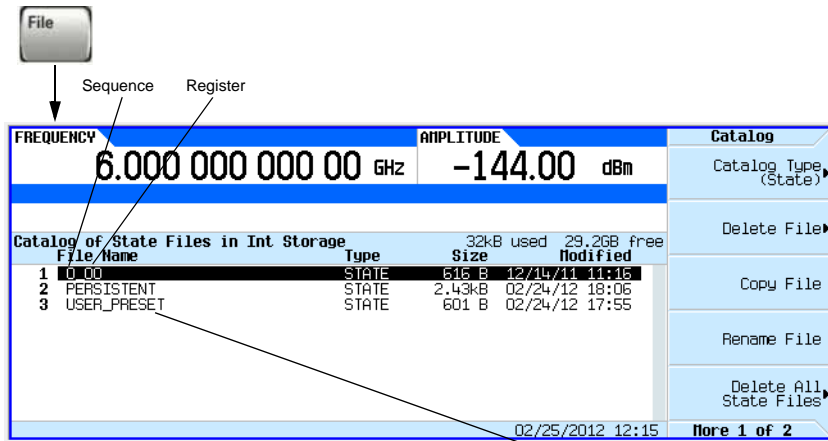 File
Sequence Register
FREQUENCY
6.000 000 000 00 GHz
AMPLITUDE
-144.00 dBm
Catalog of State Files in Int Storage 32kB used 29.2GB free
File Name Type Size Modified
1 0_00 STATE 616 B 12/14/11 11:16
2 PERSISTENT STATE 2.43kB 02/24/12 18:06
3 USER_PRESET STATE 601 B 02/24/12 17:55
02/25/2012 12:15
Catalog
Catalog Type
(State)
Delete File
Copy File
Rename File
Delete All
State Files
More 1 of 2